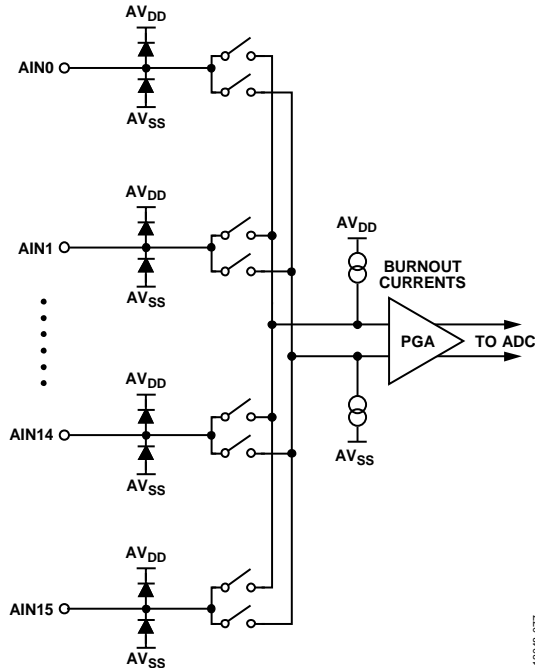 AVDD
AIN0
AVSS
AVDD
AIN1
AVSS
AVDD
BURNOUT
CURRENTS
PGA
TO ADC
AVDD
AIN14
AVSS
AVSS
AVDD
AIN15
AVSS